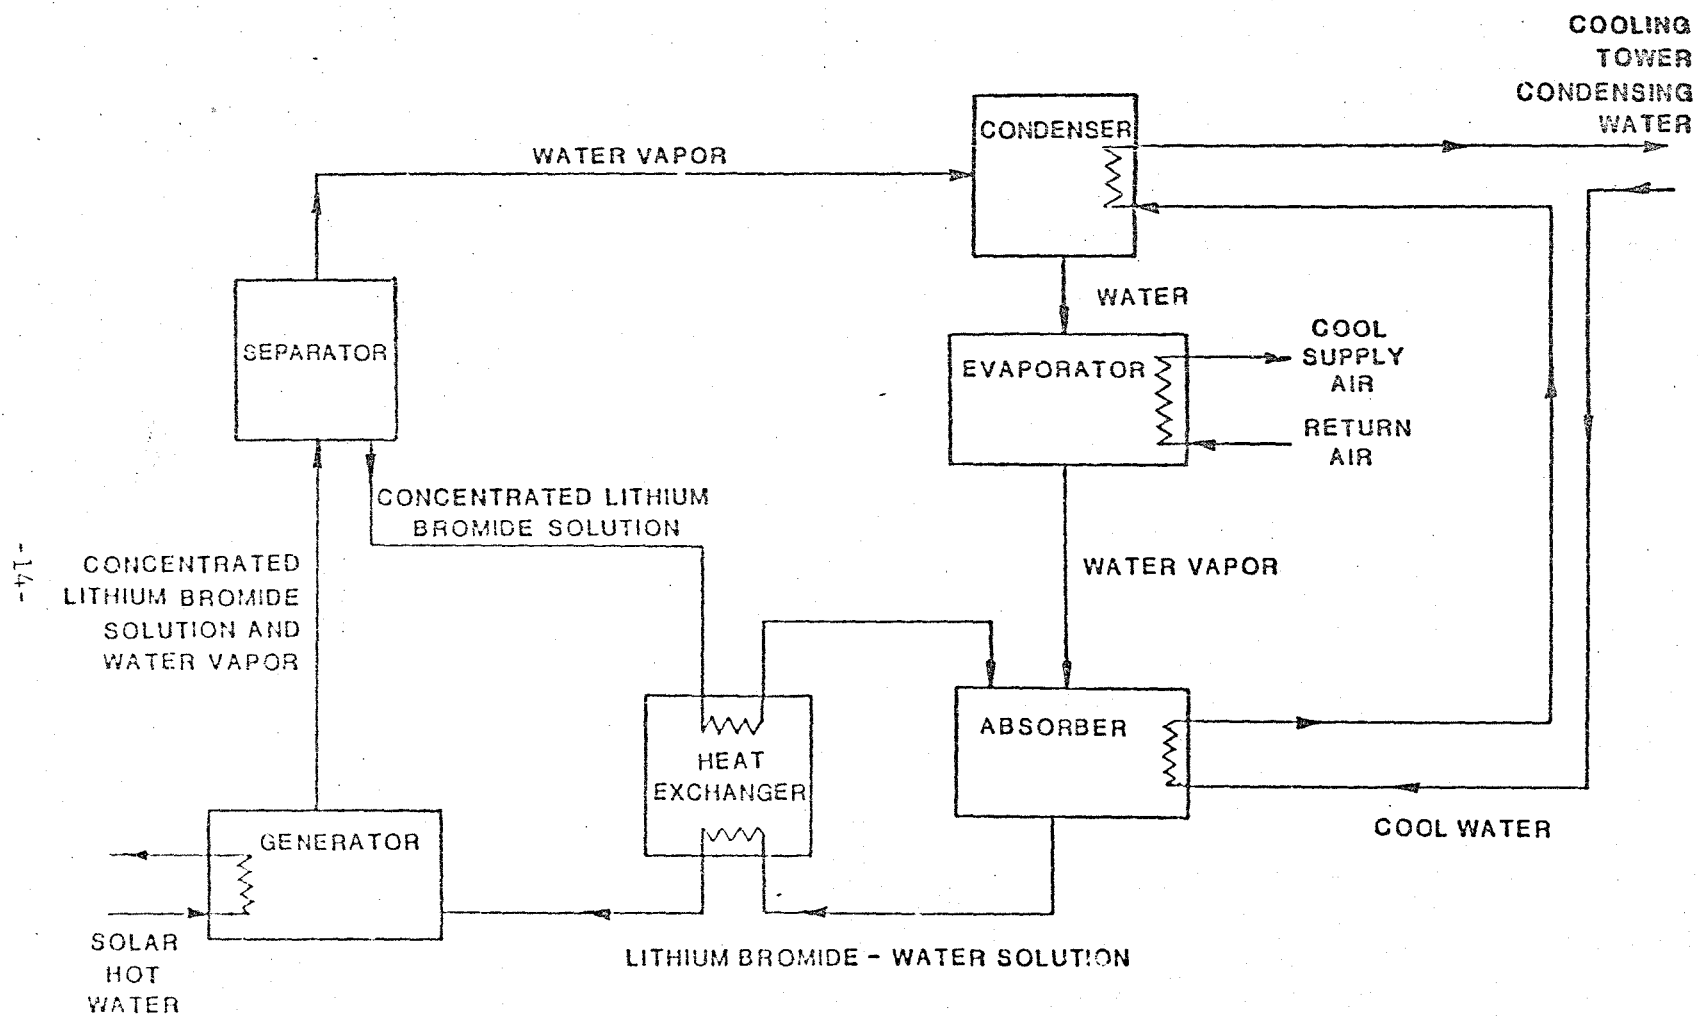 COOLING
TOWER
CONDENSING
WATER
CONDENSER
WATER VAPOR
WATER
SEPARATOR
COOL
SUPPLY
AIR
EVAPORATOR
RETURN
AIR
CONCENTRATED LITHIUM
BROMIDE SOLUTION
CONCENTRATED
LITHIUM BROMIDE
SOLUTION AND
WATER VAPOR
WATER VAPOR
-14-
ABSORBER
HEAT
EXCHANGER
GENERATOR
COOL WATER
SOLAR
HOT
WATER
LITHIUM BROMIDE - WATER SOLUTION